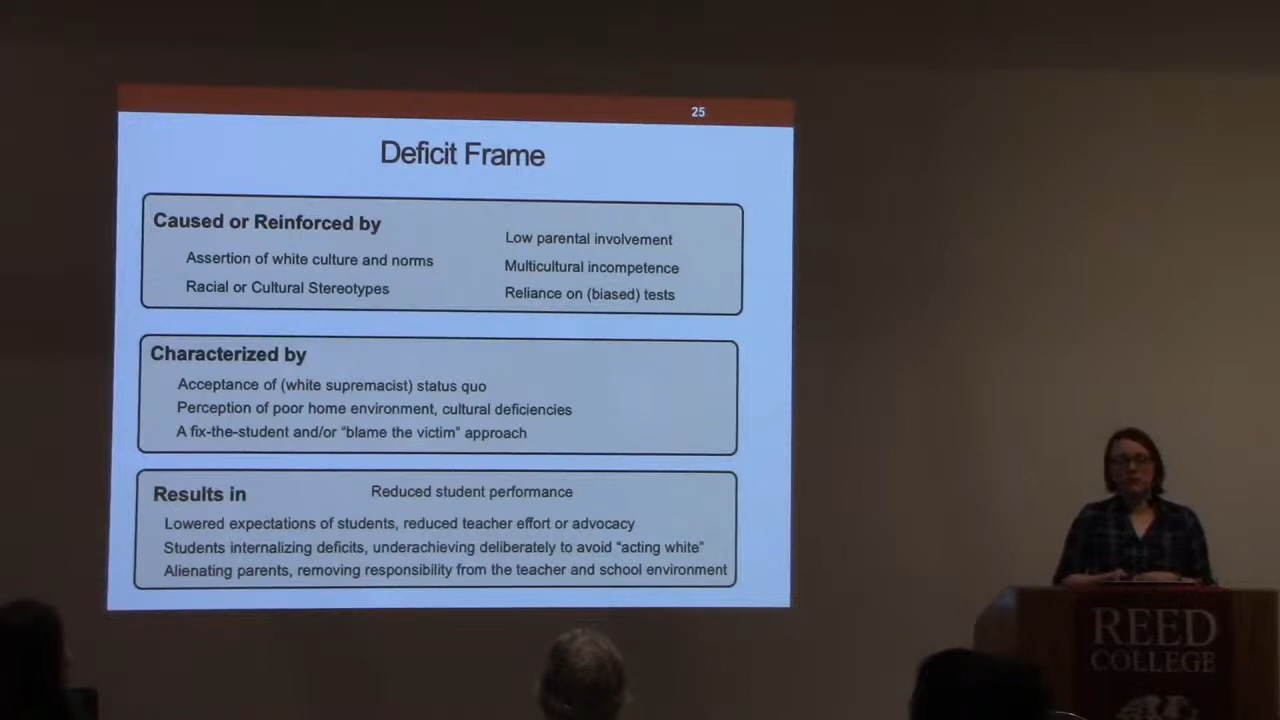 25
Deficit Frame
Caused or Reinforced by
Assertion of white culture and norms
Racial or Cultural Stereotypes
Low parental involvement
Multicultural incompetence
Reliance on (biased) tests
Characterized by
Acceptance of (white supremacist) status quo
Perception of poor home environment, cultural deficiencies
A fix-the-student and/or “blame the victim” approach
Results in
Reduced student performance
Lowered expectations of students, reduced teacher effort or advocacy
Students internalizing deficits, underachieving deliberately to avoid “acting white”
Alienating parents, removing responsibility from the teacher and school environment
REED
COLLEGE